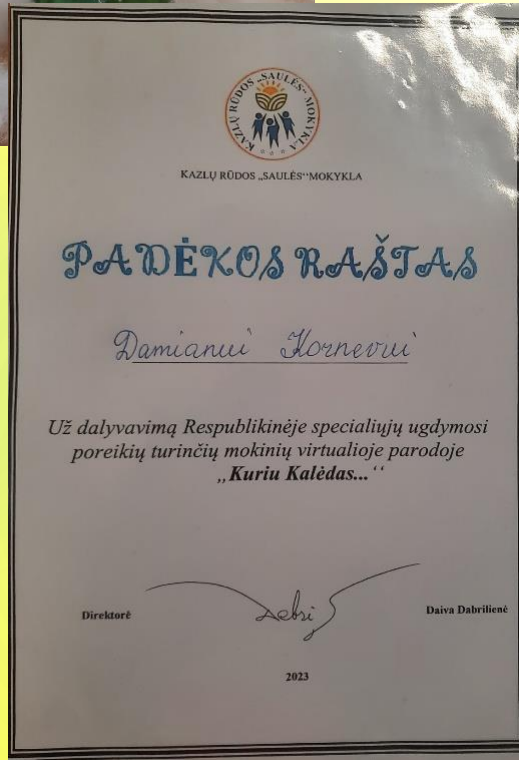 KAZLŲ RŪDOS „SAULĖS“ MOKYKLA
KAZLŲ RŪDOS „SAULĖS‘‘MOKYKLA
PADĖKOS RAŠTAS
Damianui Kornevui
Už dalyvavimą Respublikinėje specialiųjų ugdymosi
poreikių turinčių mokinių virtualioje parodoje
„Kuriu Kalėdas...‘‘
Direktorė
Daiva Dabrilienė
2023